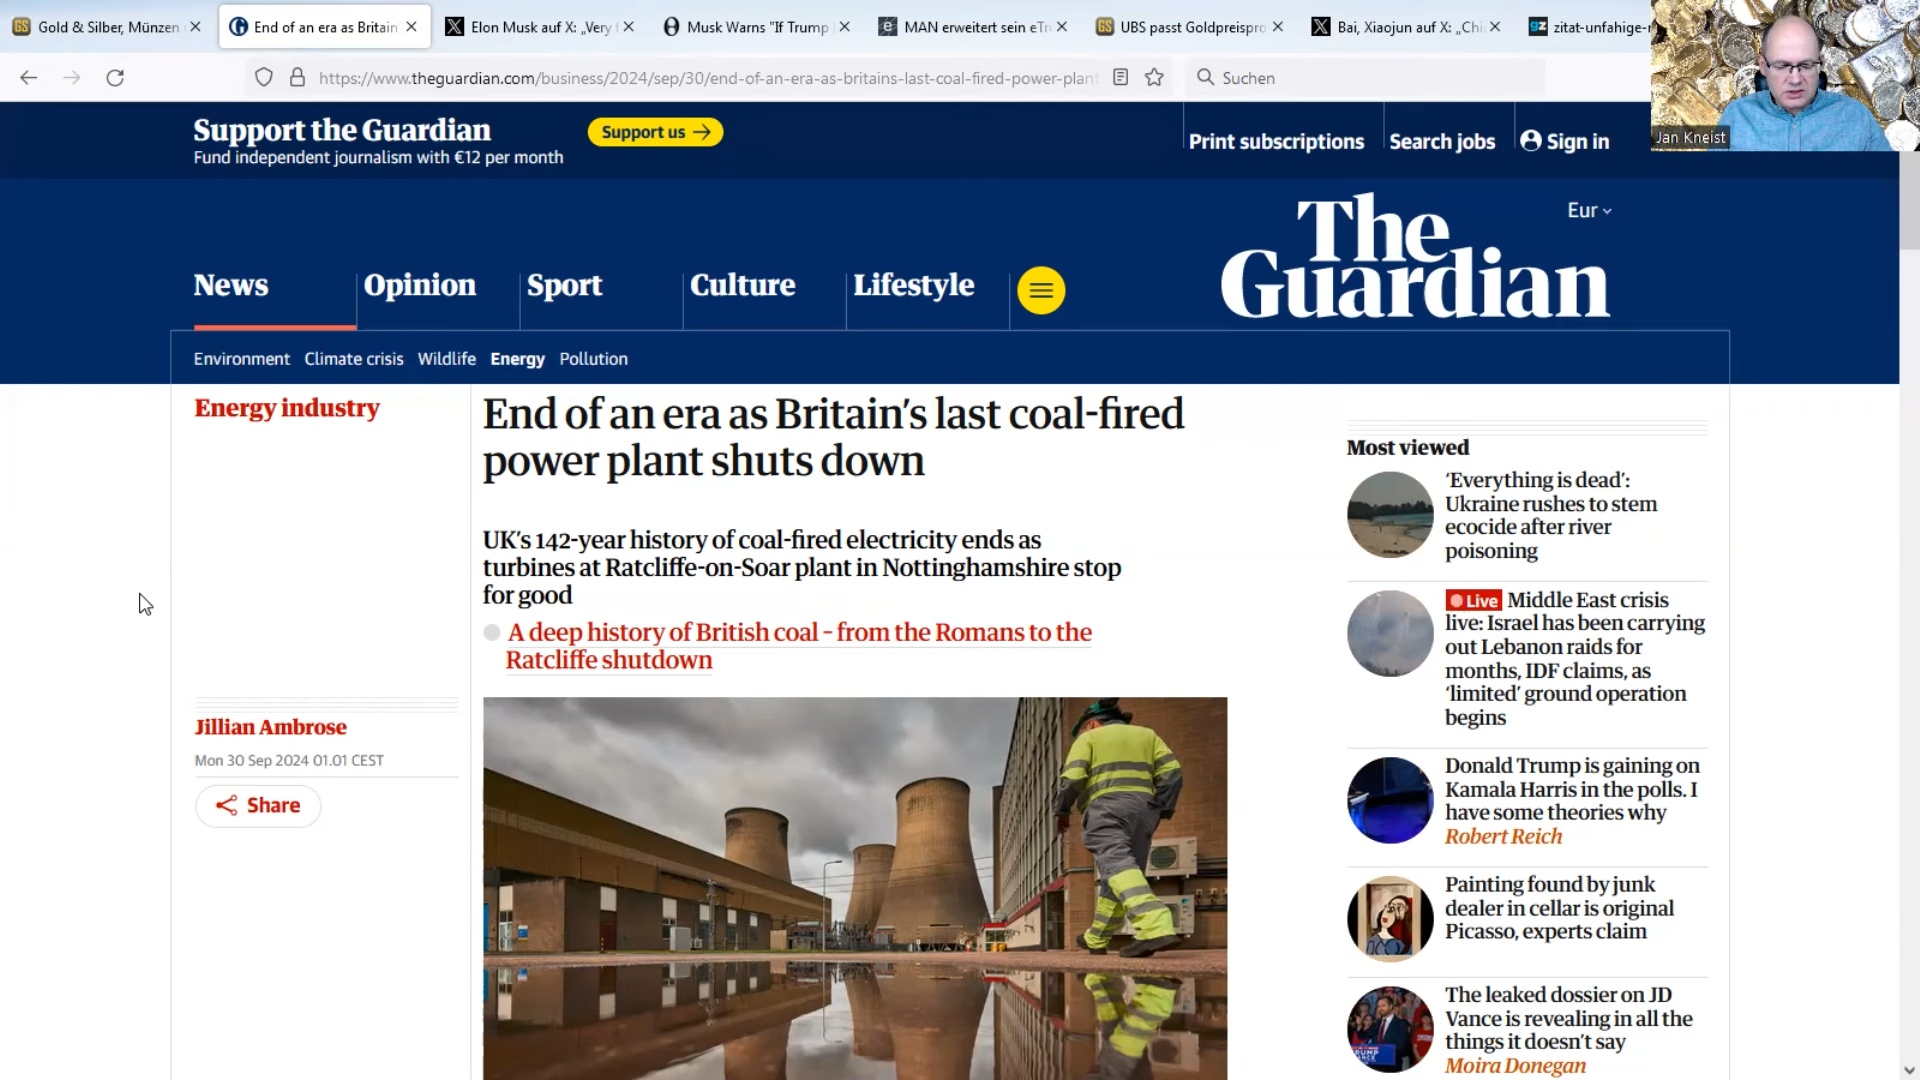 Gold & Silber, Münzen
End of an era as Britain'
Elon Musk auf X: „Very f
Musk Warns "If Trump
MAN erweitert sein eTr
UBS passt Goldpreispro
Bai, Xiaojun auf X: „Chi
zitat-unfahige-r
https://www.theguardian.com/business/2024/sep/30/end-of-an-era-as-britains-last-coal-fired-power-plant
Suchen
Jan Kneist
Support the Guardian
Fund independent journalism with €12 per month
Support us
Print subscriptions
Search jobs
Sign in
Eur
The
Guardian
News
Opinion
Sport
Culture
Lifestyle
Environment
Climate crisis
Wildlife
Energy
Pollution
Energy industry
End of an era as Britain’s last coal-fired
power plant shuts down
UK’s 142-year history of coal-fired electricity ends as
turbines at Ratcliffe-on-Soar plant in Nottinghamshire stop
for good
A deep history of British coal – from the Romans to the
Ratcliffe shutdown
Jillian Ambrose
Mon 30 Sep 2024 01.01 CEST
Share
Most viewed
‘Everything is dead’:
Ukraine rushes to stem
ecocide after river
poisoning
Live Middle East crisis
live: Israel has been carrying
out Lebanon raids for
months, IDF claims, as
‘limited’ ground operation
begins
Donald Trump is gaining on
Kamala Harris in the polls. I
have some theories why
Robert Reich
Painting found by junk
dealer in cellar is original
Picasso, experts claim
The leaked dossier on JD
Vance is revealing in all the
things it doesn’t say
Moira Donegan